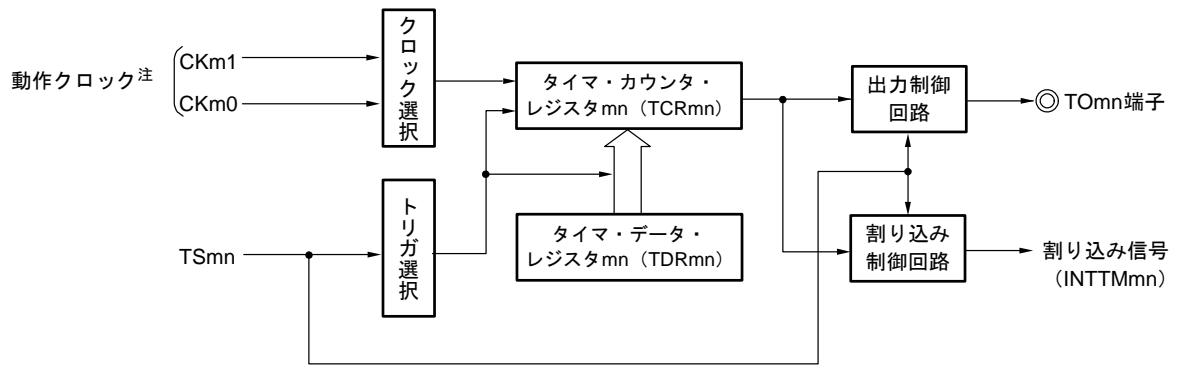 動作クロック注
CKm1
CKm0
クロック選択
タイマ・カウンタ・
レジスタmn（TCRmn）
出力制御
回路
TOmn端子
TSmn
トリガ選択
タイマ・データ・
レジスタmn（TDRmn）
割り込み
制御回路
割り込み信号
（INTTMmn）